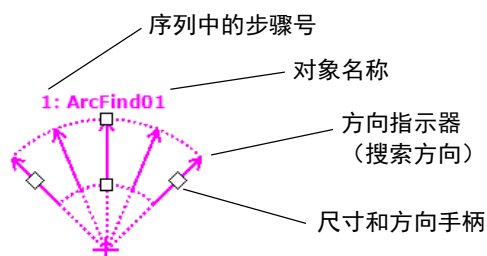 序列中的步骤号
对象名称
1: ArcFind01
方向指示器
（搜索方向）
尺寸和方向手柄